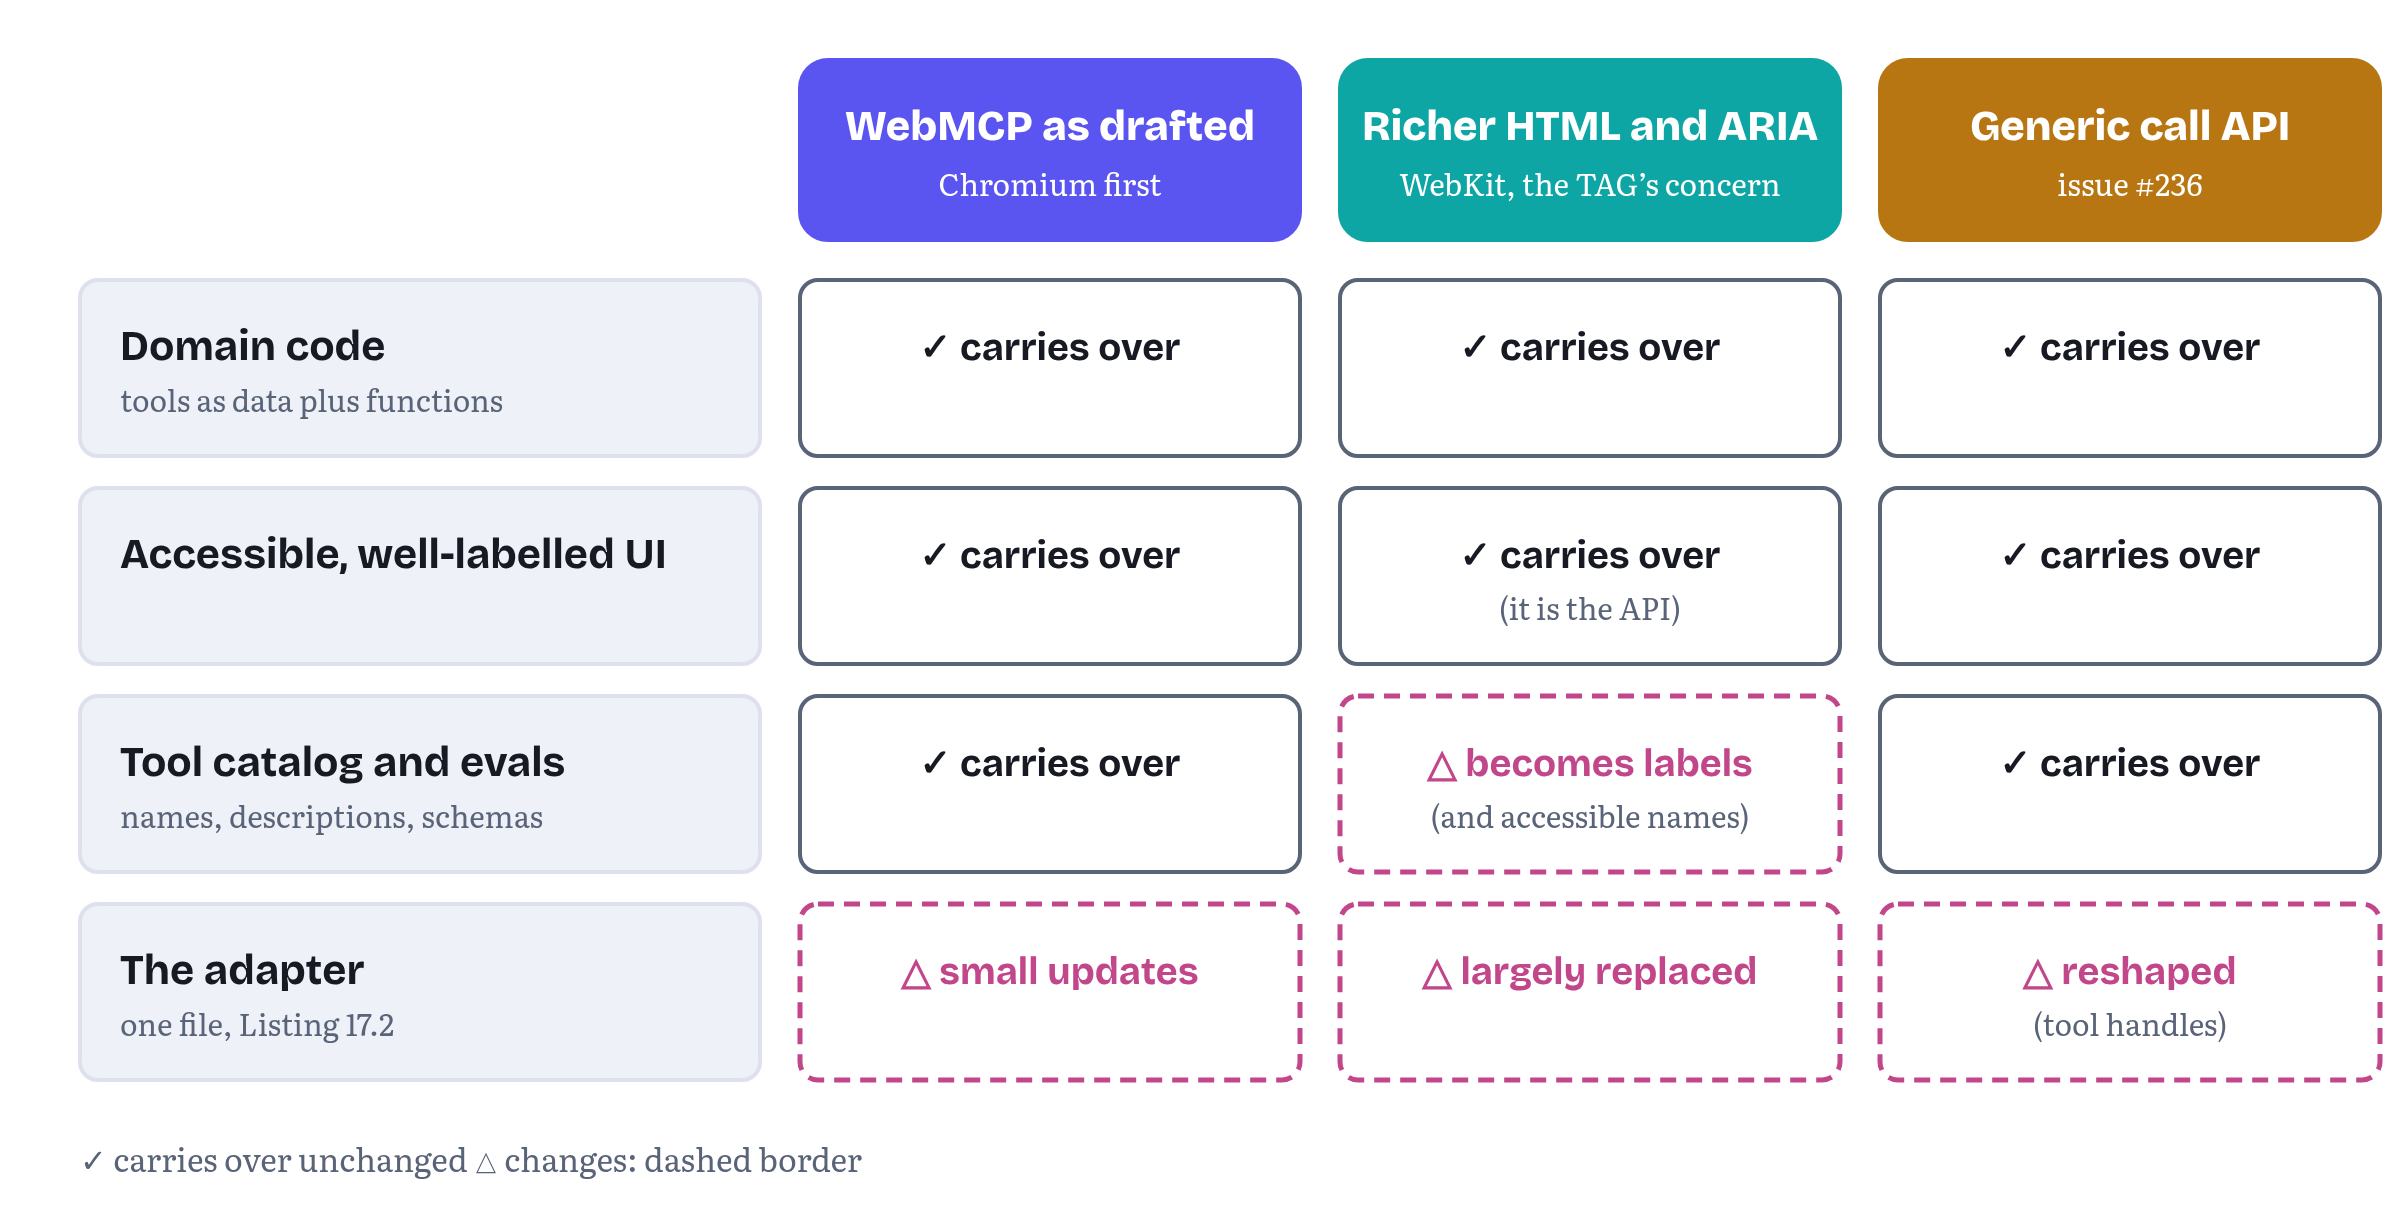 WebMCP as drafted
Chromium first
Richer HTML and ARIA
WebKit, the TAG’s concern
Generic call API
issue #236
Domain code
tools as data plus functions
✓ carries over
✓ carries over
✓ carries over
Accessible, well-labelled UI
✓ carries over
✓ carries over
(it is the API)
✓ carries over
Tool catalog and evals
names, descriptions, schemas
✓ carries over
△ becomes labels
(and accessible names)
✓ carries over
The adapter
one file, Listing 17.2
△ small updates
△ largely replaced
△ reshaped
(tool handles)
✓ carries over unchanged △ changes: dashed border